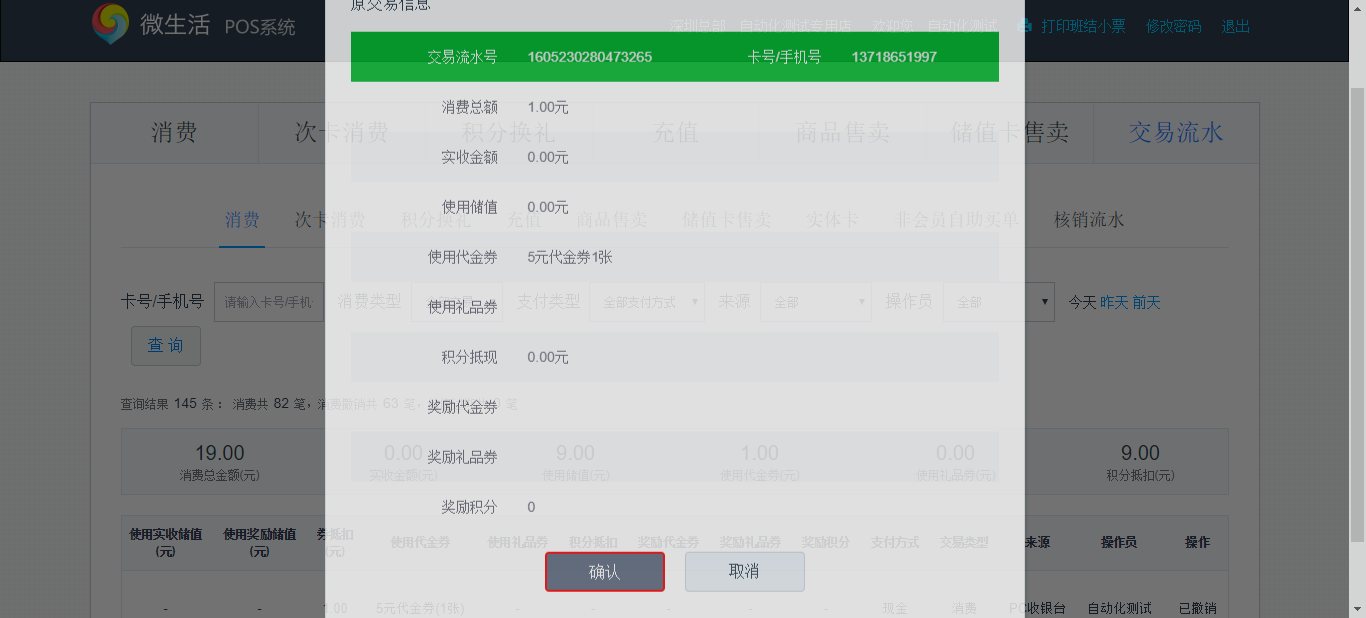 微生活 POS系统
深圳总部 自动化测试专用店 欢迎您，自动化测试 打印班结小票 修改密码 退出
原交易信息
交易流水号 1605230280473265 卡号/手机号 13718651997
消费总额 1.00元
消费 次卡消费 积分换礼 充值 商品售卖 储值卡售卖 交易流水
实收金额 0.00元
使用储值 0.00元
消费 次卡消费 积分换礼 充值 商品售卖 储值卡售卖 实体卡 非会员自助买单 核销流水
使用代金券 5元代金券1张
卡号/手机号 请输入卡号/手机 消费类型 支付类型 全部支付方式 来源 全部 操作员 全部 今天 昨天 前天
使用礼品券
查 询
积分抵现 0.00元
查询结果 145 条： 消费共 82 笔，消费撤销共 63 笔， 笔
奖励代金券
19.00 0.00 9.00 1.00 0.00 9.00
奖励礼品券
消费总金额(元) 实收金额(元) 使用储值(元) 使用代金券(元) 使用礼品券(元) 积分抵扣(元)
奖励积分 0
使用实收储值(元) 使用奖励储值(元) 券抵扣(元) 使用代金券 使用礼品券 积分抵扣 奖励代金券 奖励礼品券 奖励积分 支付方式 交易类型 来源 操作员 操作
确认 取消
- - 1.00 5元代金券(1张) - - - - - 现金 消费 PC收银台 自动化测试 已撤销